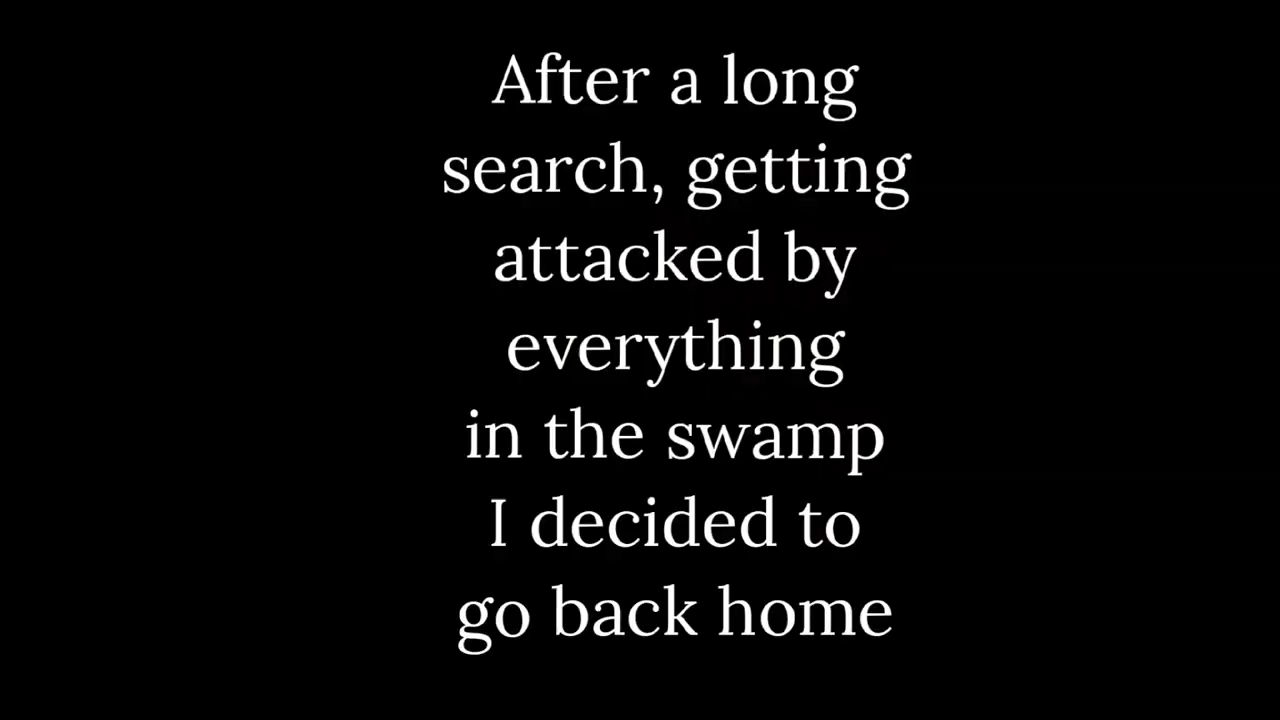 After a long
search, getting
attacked by
everything
in the swamp
I decided to
go back home